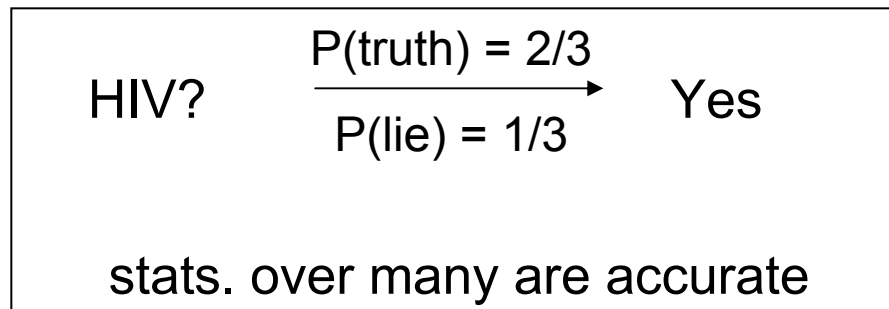 P(truth) = 2/3
HIV? Yes
P(lie) = 1/3
stats. over many are accurate